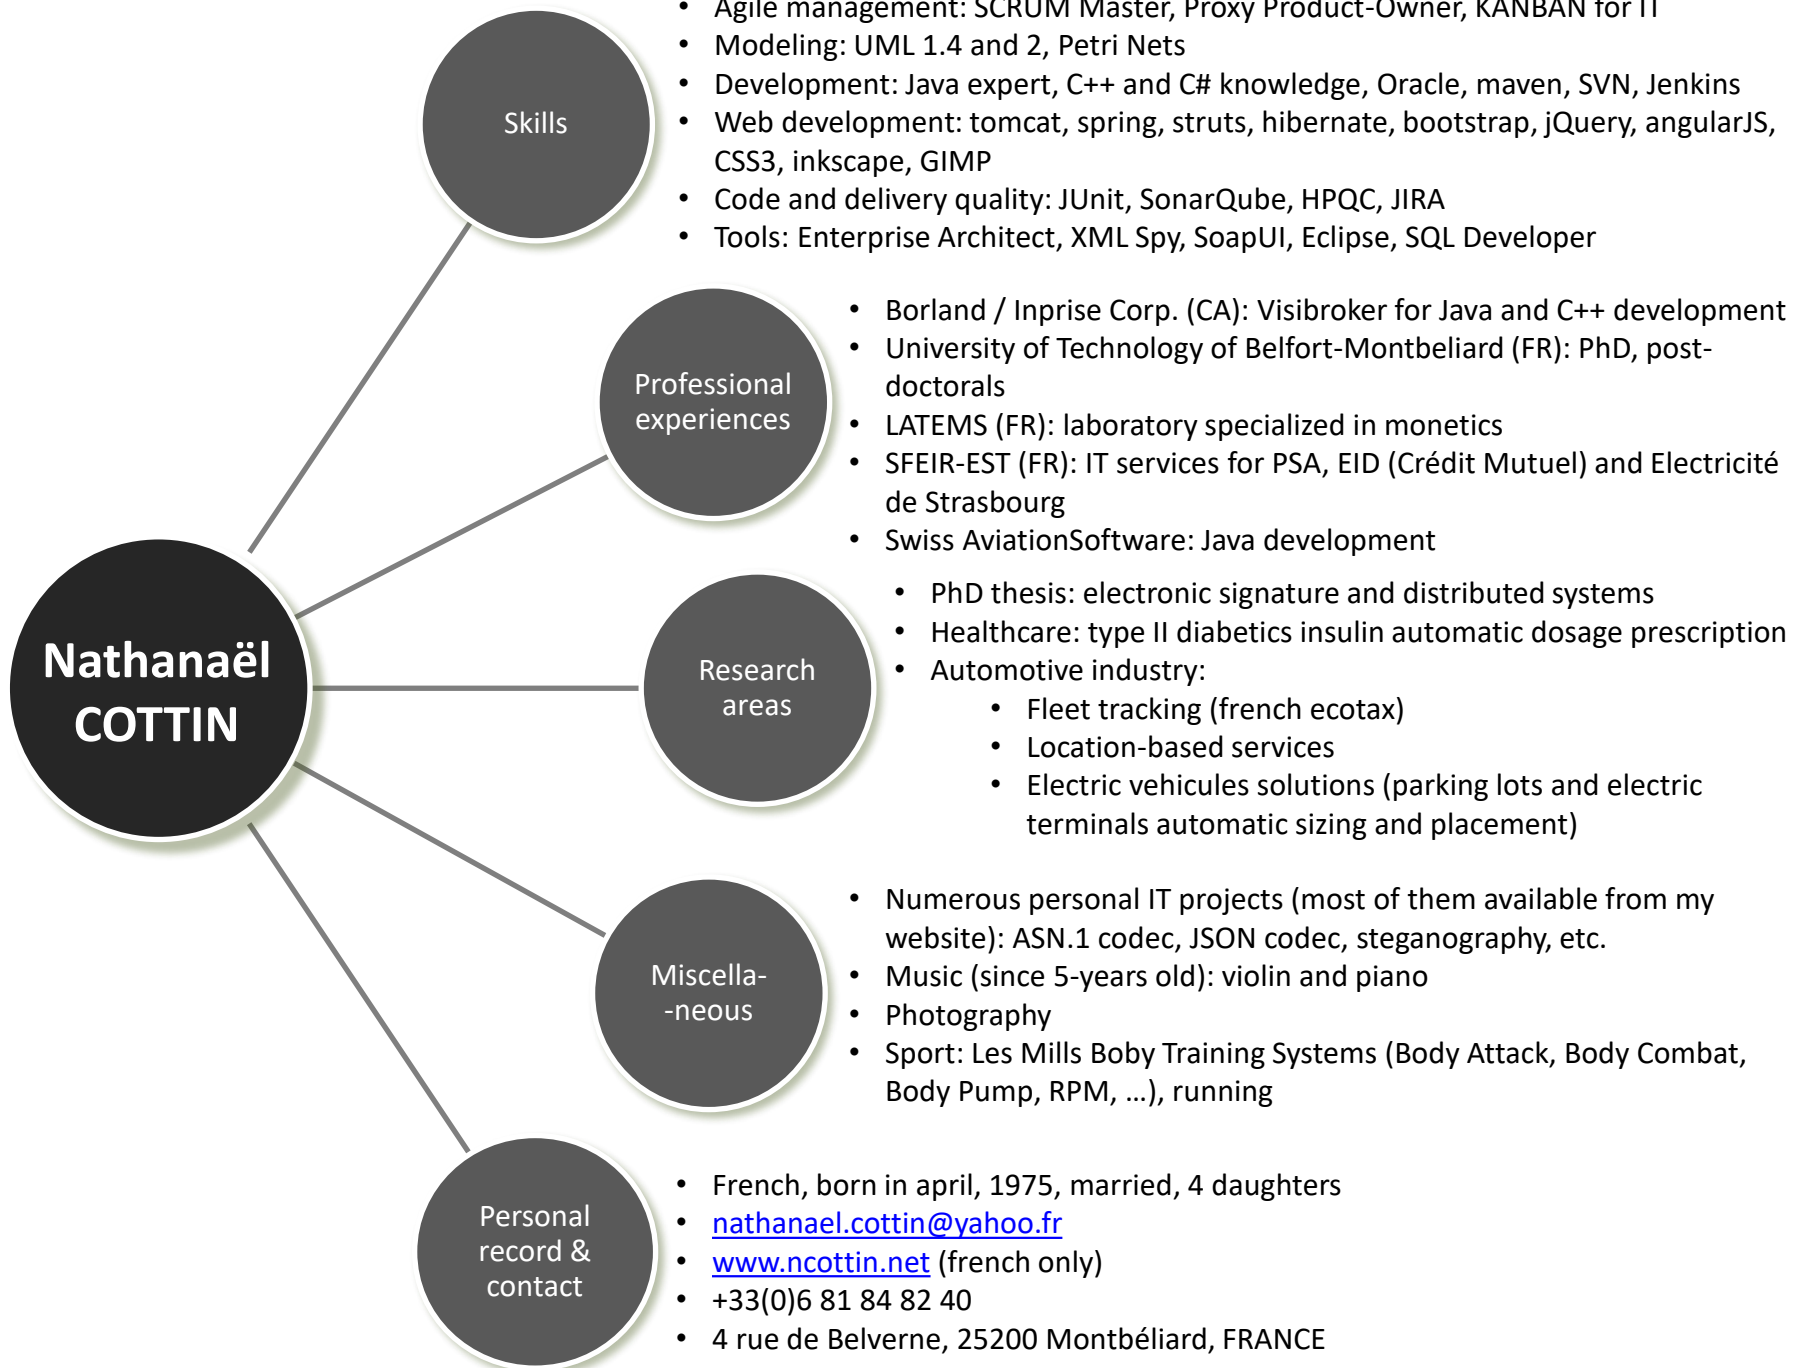 • Agile management: SCRUM Master, Proxy Product-Owner, KANBAN for IT
• Modeling: UML 1.4 and 2, Petri Nets
• Development: Java expert, C++ and C# knowledge, Oracle, maven, SVN, Jenkins
• Web development: tomcat, spring, struts, hibernate, bootstrap, jQuery, angularJS,
CSS3, inkscape, GIMP
• Code and delivery quality: JUnit, SonarQube, HPQC, JIRA
• Tools: Enterprise Architect, XML Spy, SoapUI, Eclipse, SQL Developer
Skills
• Borland / Inprise Corp. (CA): Visibroker for Java and C++ development
• University of Technology of Belfort-Montbeliard (FR): PhD, post-
doctorals
• LATEMS (FR): laboratory specialized in monetics
• SFEIR-EST (FR): IT services for PSA, EID (Crédit Mutuel) and Electricité
de Strasbourg
• Swiss AviationSoftware: Java development
Professional
experiences
• PhD thesis: electronic signature and distributed systems
• Healthcare: type II diabetics insulin automatic dosage prescription
• Automotive industry:
• Fleet tracking (french ecotax)
• Location-based services
• Electric vehicules solutions (parking lots and electric
terminals automatic sizing and placement)
Research
areas
Nathanaël
COTTIN
• Numerous personal IT projects (most of them available from my
website): ASN.1 codec, JSON codec, steganography, etc.
• Music (since 5-years old): violin and piano
• Photography
• Sport: Les Mills Boby Training Systems (Body Attack, Body Combat,
Body Pump, RPM, …), running
Miscella-
-neous
• French, born in april, 1975, married, 4 daughters
• nathanael.cottin@yahoo.fr
• www.ncottin.net (french only)
• +33(0)6 81 84 82 40
• 4 rue de Belverne, 25200 Montbéliard, FRANCE
Personal
record &
contact